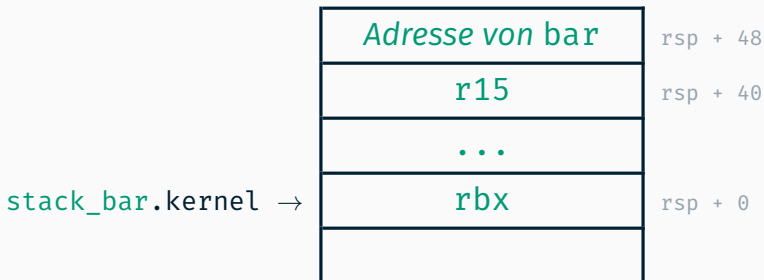 Adresse von bar rsp + 48
r15 rsp + 40
...
stack_bar.kernel → rbx rsp + 0